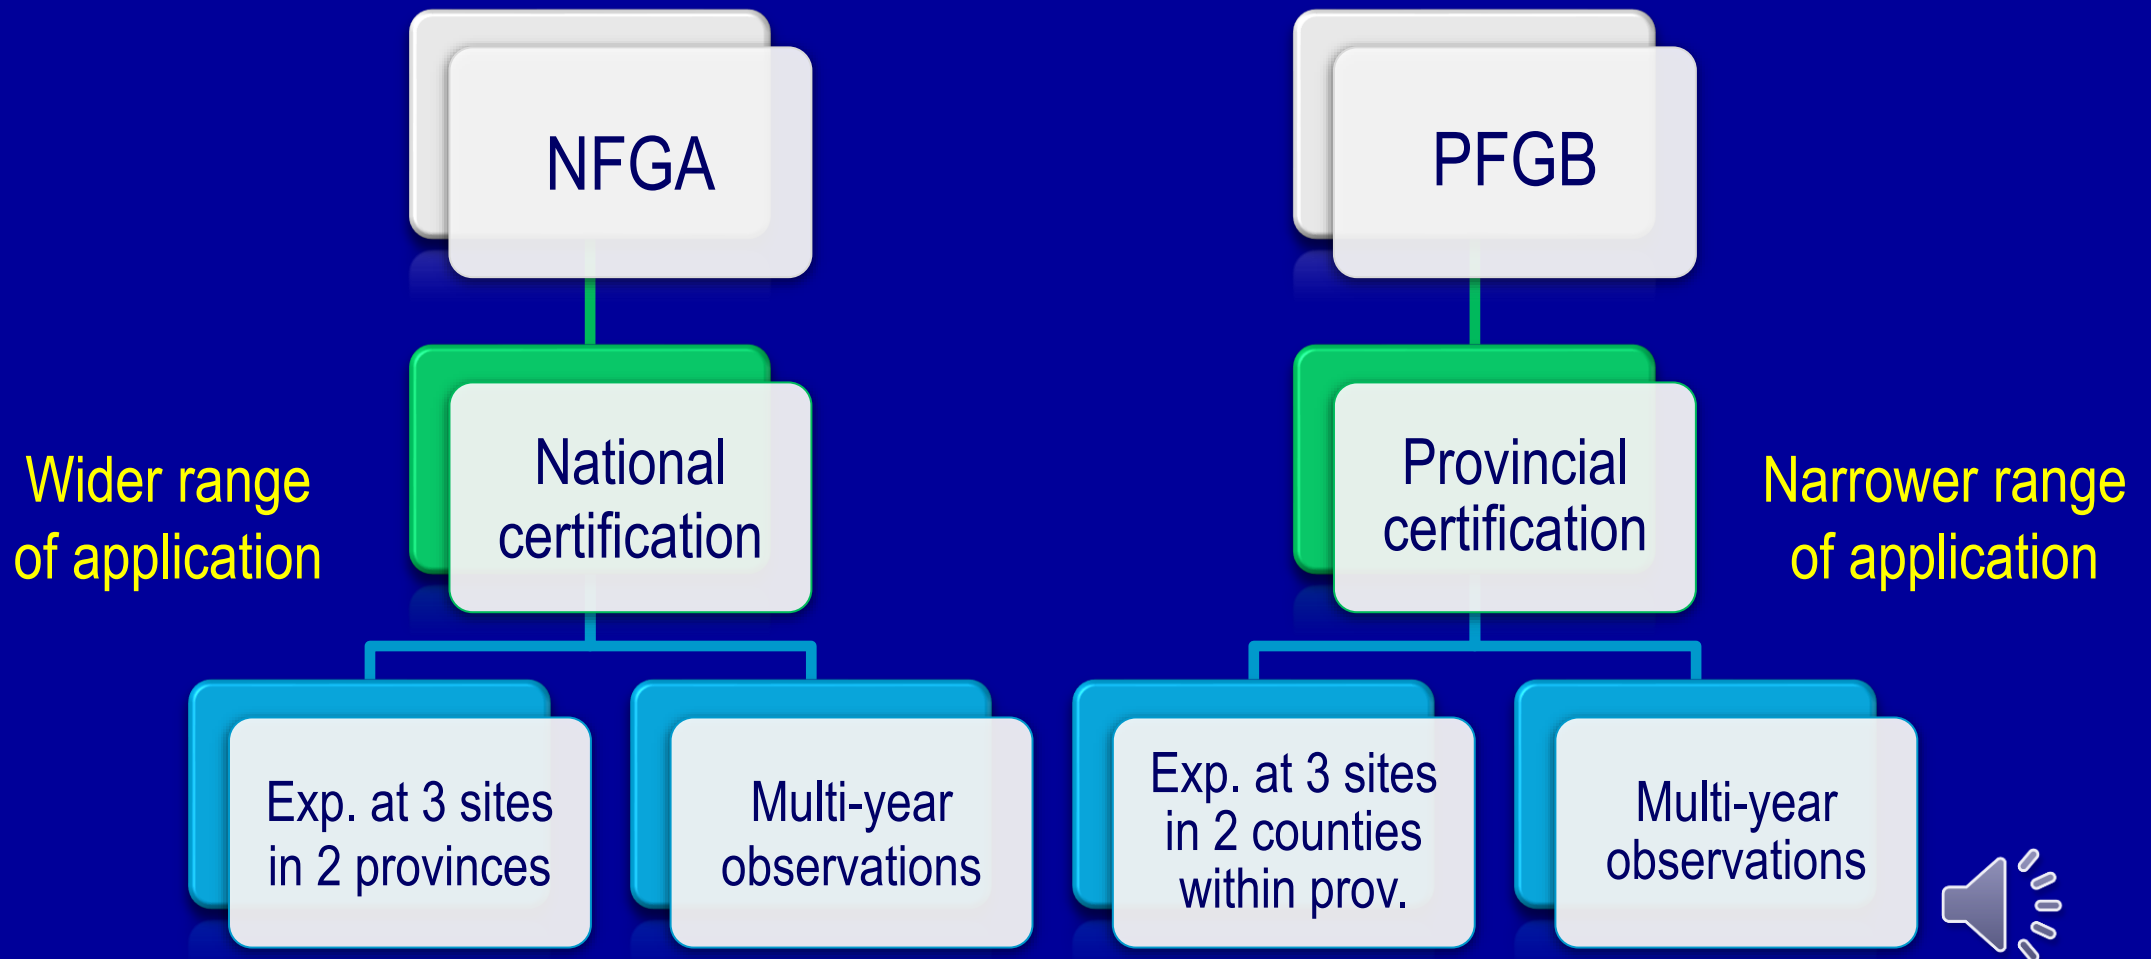 NFGA
PFGB
Wider range
of application
National
certification
Provincial
certification
Narrower range
of application
Exp. at 3 sites
in 2 provinces
Multi-year
observations
Exp. at 3 sites
in 2 counties
within prov.
Multi-year
observations